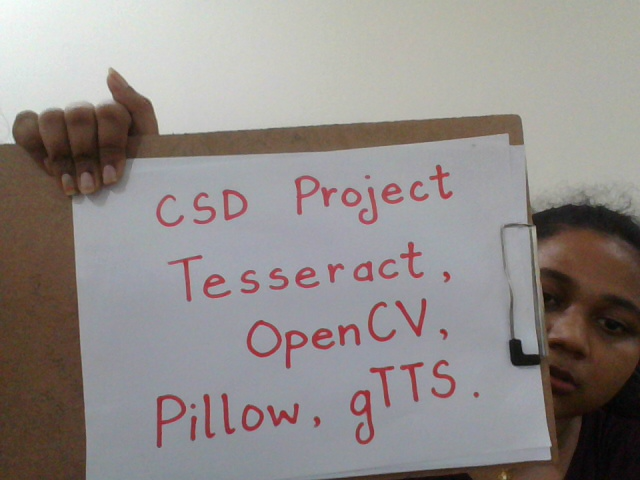 CSD Project
Tesseract,
OpenCV,
Pillow, gTTS.